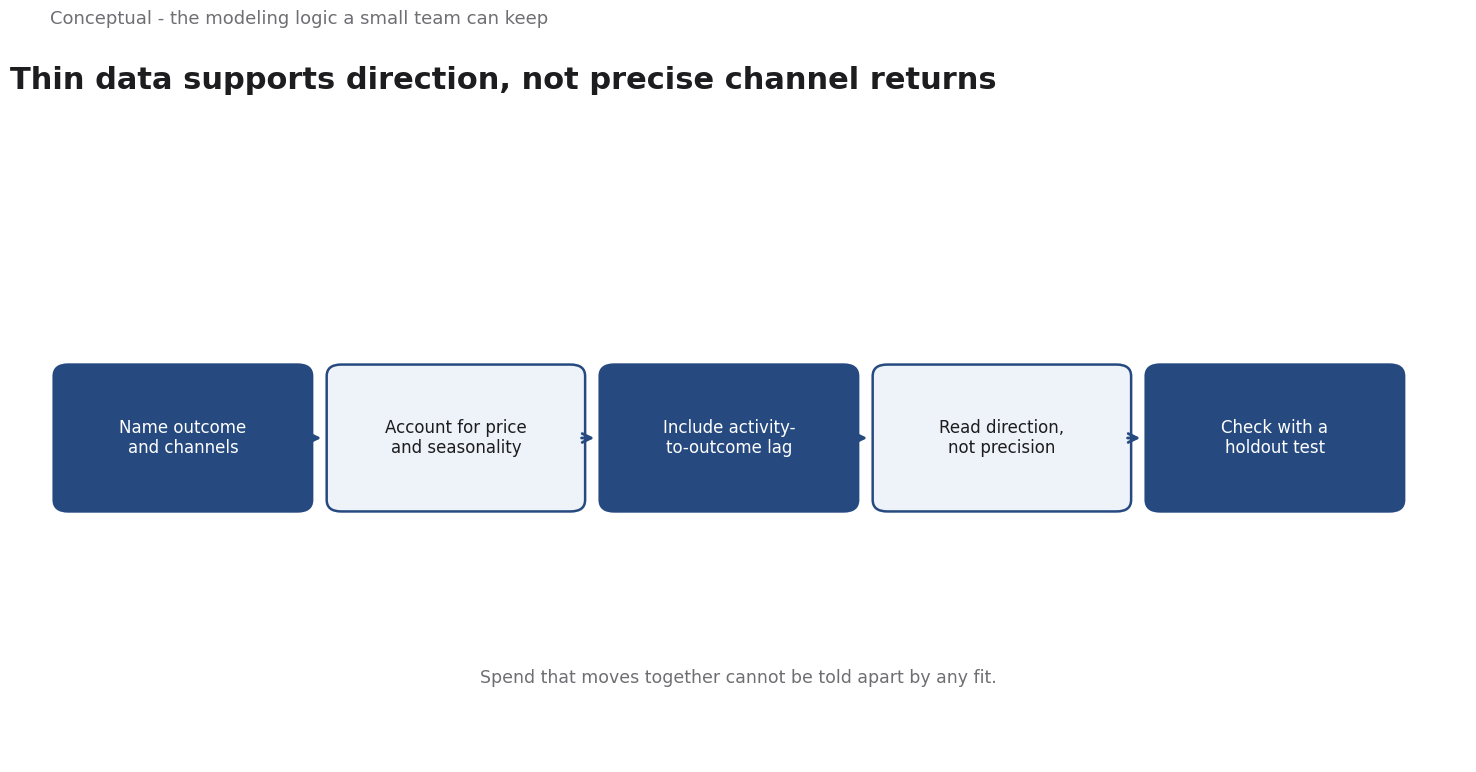 Conceptual - the modeling logic a small team can keep
Thin data supports direction, not precise channel returns
Name outcome
and channels
Account for price
and seasonality
Include activity-
to-outcome lag
Read direction,
not precision
Check with a
holdout test
Spend that moves together cannot be told apart by any fit.